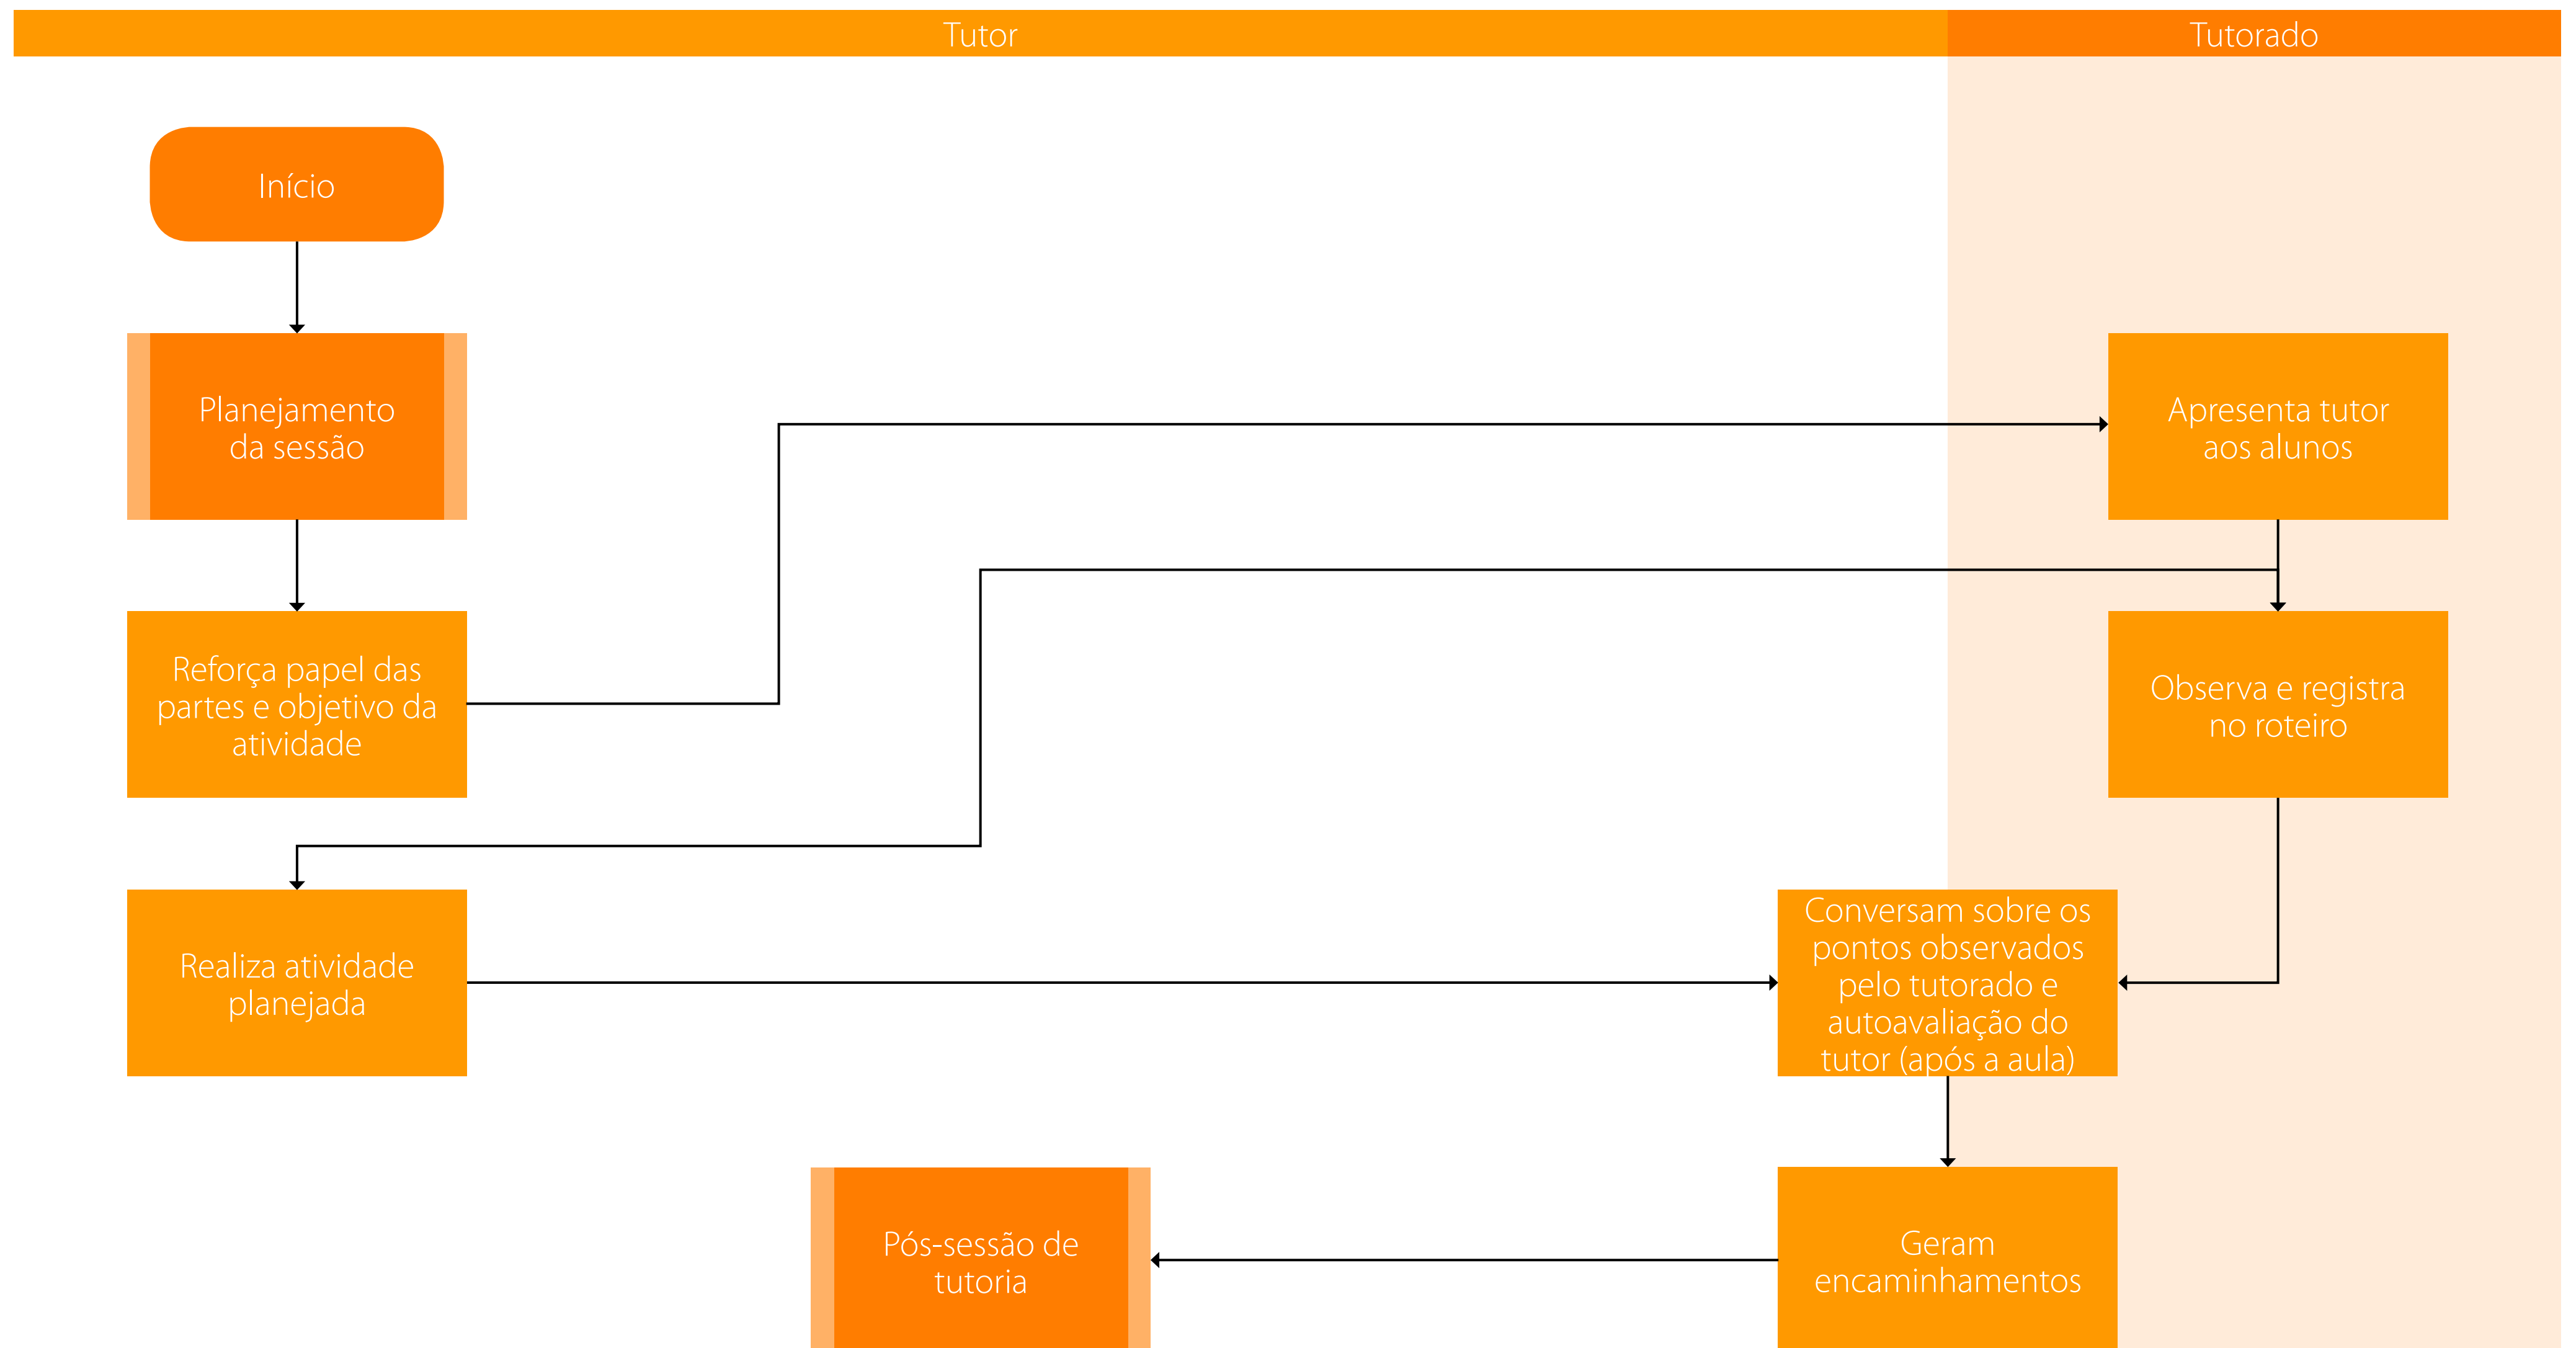 Tutor
Tutorado
Início
Planejamento
da sessão
Apresenta tutor
aos alunos
Reforça papel das
partes e objetivo da
atividade
Observa e registra
no roteiro
Realiza atividade
planejada
Conversam sobre os
pontos observados
pelo tutorado e
autoavaliação do
tutor (após a aula)
Pós-sessão de
tutoria
Geram
encaminhamentos